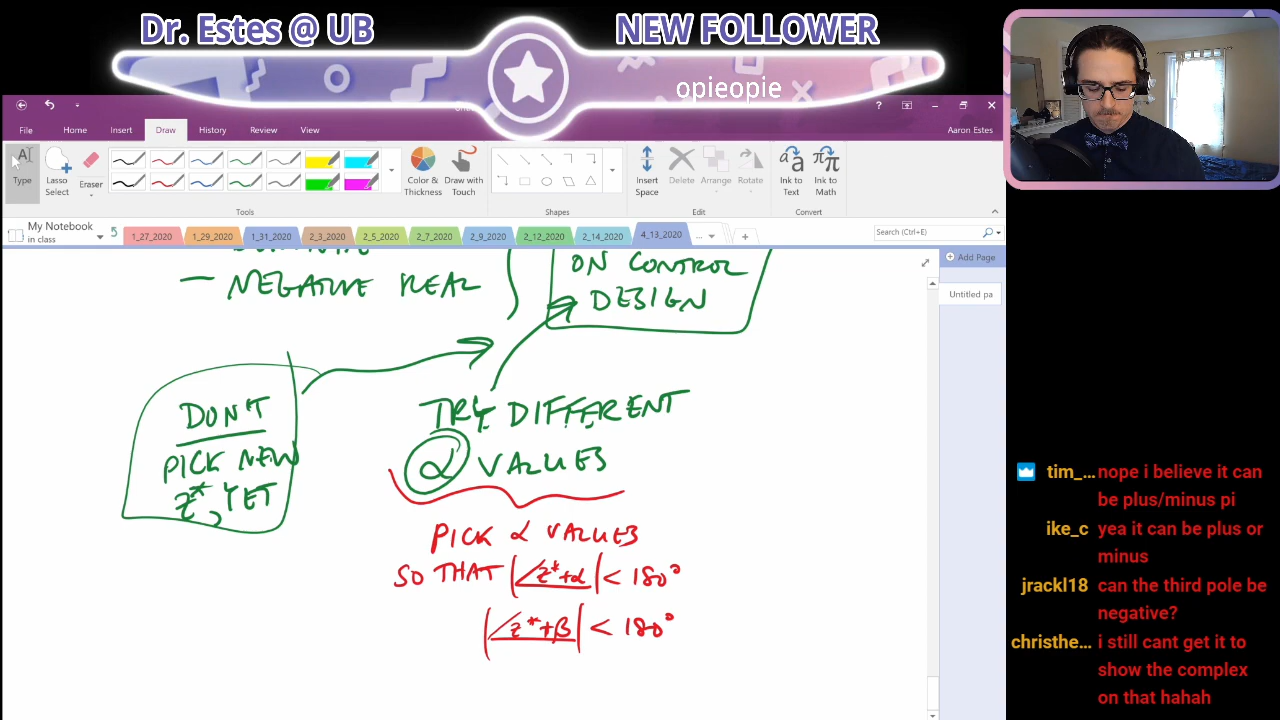 Dr. Estes @ UB
NEW FOLLOWER
opieopie
File Home Insert Draw History Review View
Aaron Estes
Type
Lasso Select
Eraser
Color & Thickness
Draw with Touch
Insert Space
Delete
Arrange
Rotate
Ink to Text
Ink to Math
Tools
Shapes
Edit
Convert
My Notebook
in class
1_27_2020 1_29_2020 1_31_2020 2_3_2020 2_5_2020 2_7_2020 2_9_2020 2_12_2020 2_14_2020 4_13_2020 ...
Search (Ctrl+E)
Add Page
Untitled pa
— NEGATIVE REAL
ON CONTROL
DESIGN
DON'T
PICK NEW
z*, YET
TRY DIFFERENT
α VALUES
PICK α VALUES
SO THAT |∠z*+α| < 180°
|∠z*+β| < 180°
tim_... nope i believe it can
be plus/minus pi
ike_c yea it can be plus or
minus
jrackl18 can the third pole be
negative?
christhe... i still cant get it to
show the complex
on that hahah